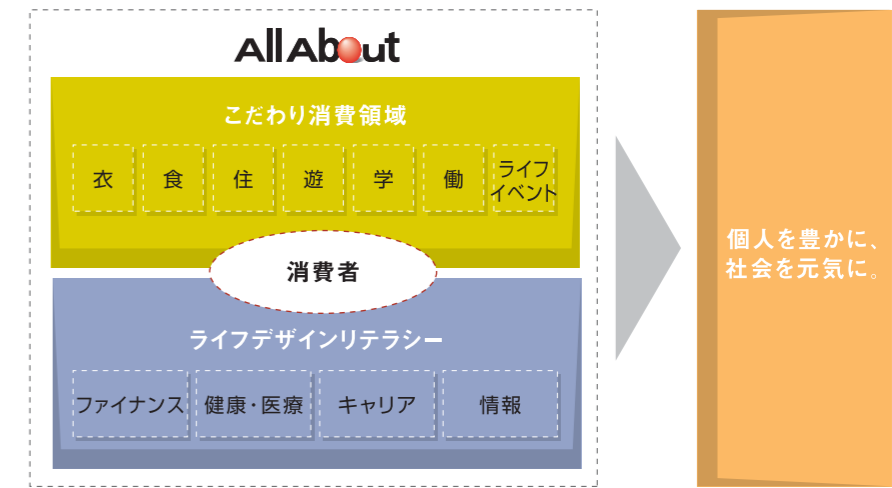 All About
こだわり消費領域
衣 食 住 遊 学 働 ライフ
イベント
消費者
ライフデザインリテラシー
ファイナンス 健康・医療 キャリア 情報
個人を豊かに、
社会を元気に。